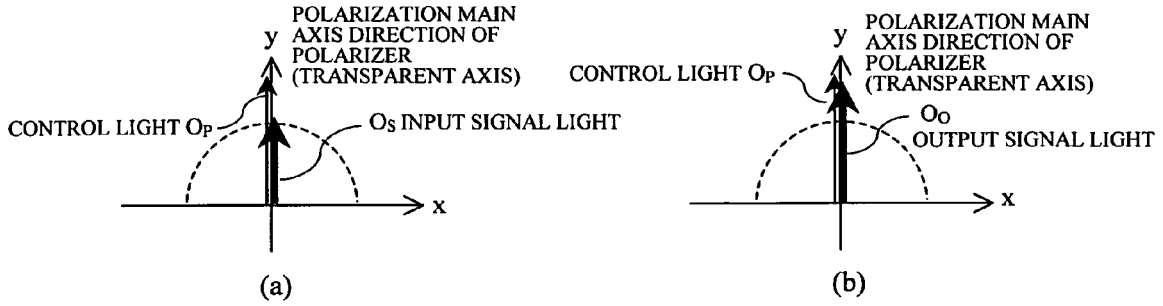 POLARIZATION MAIN
AXIS DIRECTION OF
POLARIZER
(TRANSPARENT AXIS)
y
CONTROL LIGHT OP
OS INPUT SIGNAL LIGHT
x
(a)
POLARIZATION MAIN
AXIS DIRECTION OF
POLARIZER
(TRANSPARENT AXIS)
y
CONTROL LIGHT OP
OO
OUTPUT SIGNAL LIGHT
x
(b)